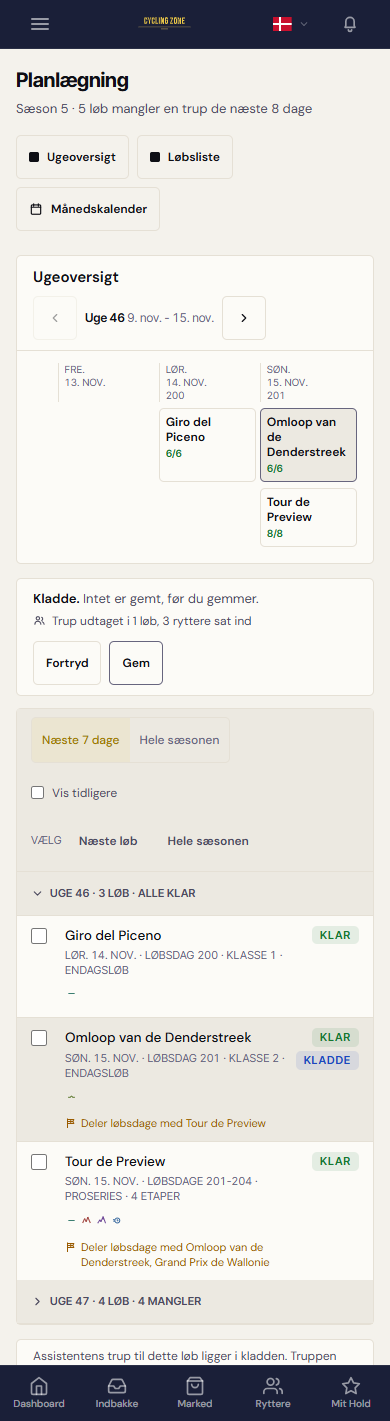 CYCLING ZONE
Planlægning
Sæson 5 · 5 løb mangler en trup de næste 8 dage
Ugeoversigt
Løbsliste
Månedskalender
Ugeoversigt
Uge 46 9. nov. - 15. nov.
FRE.
13. NOV.
LØR.
14. NOV.
200
SØN.
15. NOV.
201
Giro del
Piceno
6/6
Omloop van
de
Denderstreek
6/6
Tour de
Preview
8/8
Kladde. Intet er gemt, før du gemmer.
Trup udtaget i 1 løb, 3 ryttere sat ind
Fortryd
Gem
Næste 7 dage
Hele sæsonen
Vis tidligere
VÆLG
Næste løb
Hele sæsonen
UGE 46 · 3 LØB · ALLE KLAR
Giro del Piceno
KLAR
LØR. 14. NOV. · LØBSDAG 200 · KLASSE 1 ·
ENDAGSLØB
Omloop van de Denderstreek
KLAR
SØN. 15. NOV. · LØBSDAG 201 · KLASSE 2 ·
KLADDE
ENDAGSLØB
Deler løbsdage med Tour de Preview
Tour de Preview
KLAR
SØN. 15. NOV. · LØBSDAGE 201-204 ·
PROSERIES · 4 ETAPER
Deler løbsdage med Omloop van de
Denderstreek, Grand Prix de Wallonie
UGE 47 · 4 LØB · 4 MANGLER
Assistentens trup til dette løb ligger i kladden. Truppen
Dashboard
Indbakke
Marked
Ryttere
Mit Hold